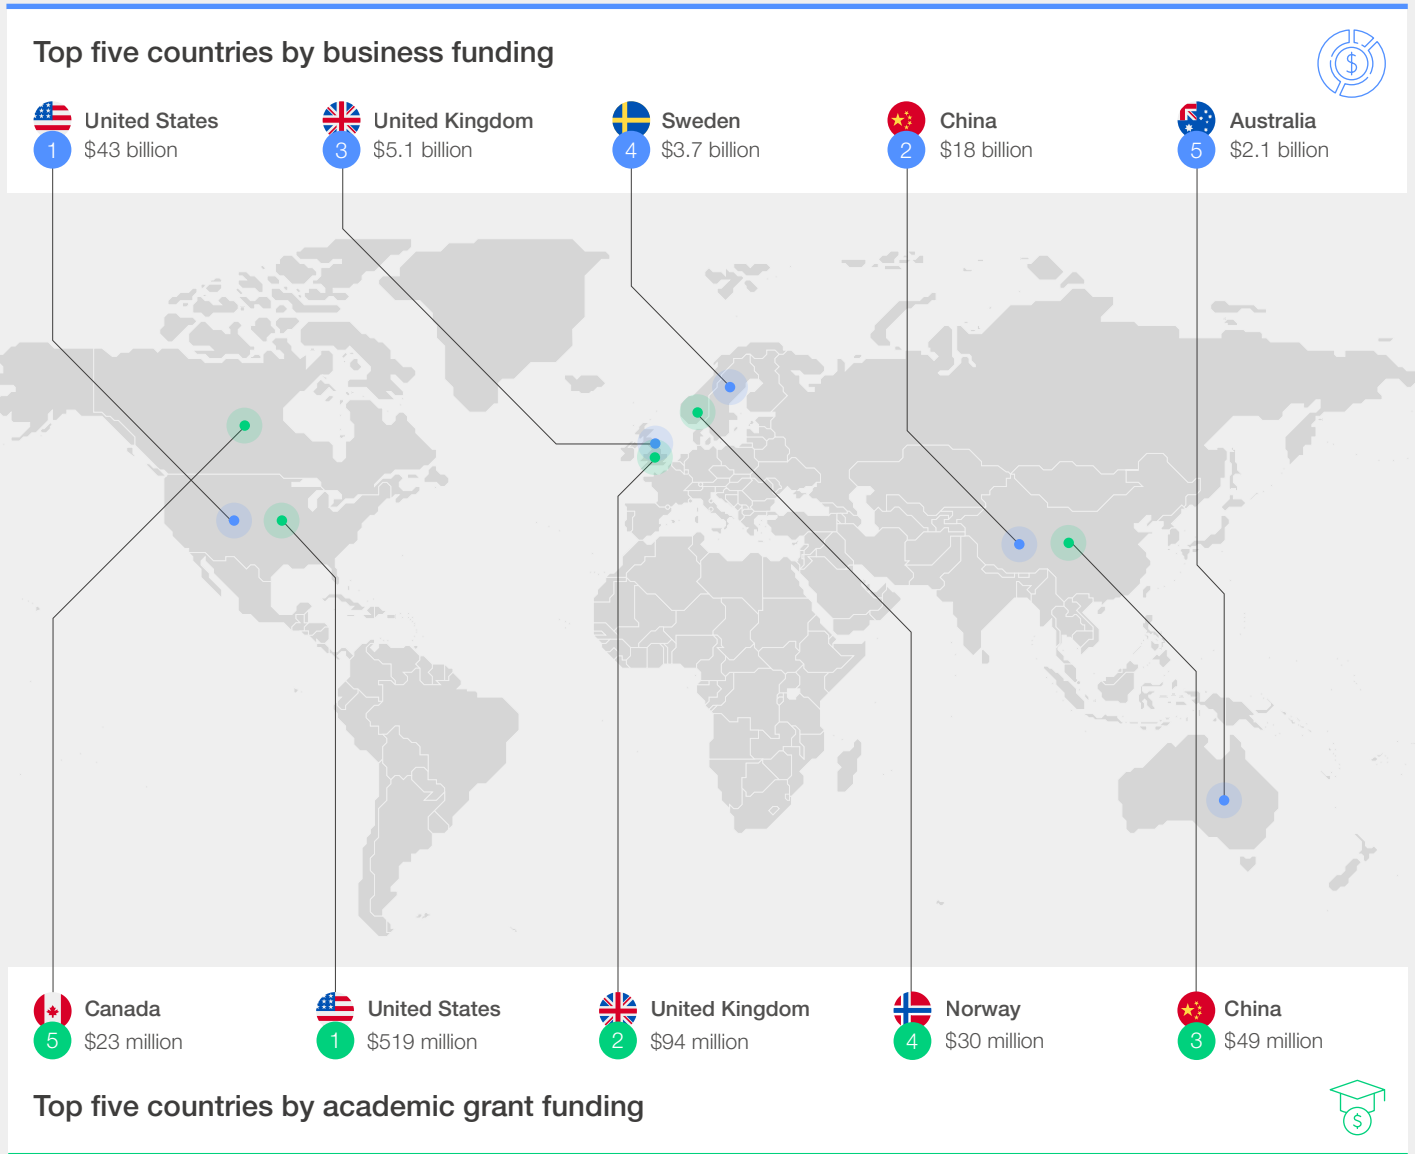 Top five countries by business funding
$
United States
1
$43 billion
United Kingdom
3
$5.1 billion
Sweden
4
$3.7 billion
China
2
$18 billion
Australia
5
$2.1 billion
Canada
5
$23 million
United States
1
$519 million
United Kingdom
2
$94 million
Norway
4
$30 million
China
3
$49 million
Top five countries by academic grant funding
$